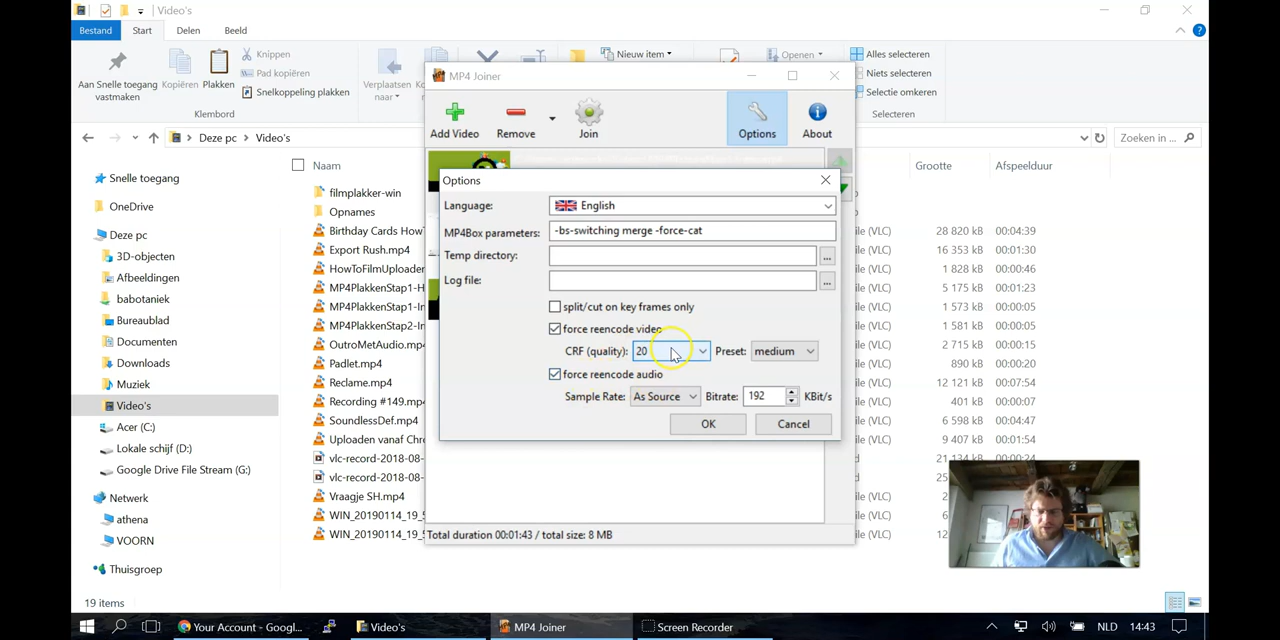 Video's
Bestand Start Delen Beeld
Aan Snelle toegang vastmaken
Kopiëren
Plakken
Knippen
Pad kopiëren
Snelkoppeling plakken
Klembord
Verplaatsen naar
Nieuw item
Openen
Alles selecteren
Niets selecteren
Selectie omkeren
Selecteren
Deze pc > Video's
Zoeken in ...
Snelle toegang
OneDrive
Deze pc
3D-objecten
Afbeeldingen
babotaniek
Bureaublad
Documenten
Downloads
Muziek
Video's
Acer (C:)
Lokale schijf (D:)
Google Drive File Stream (G:)
Netwerk
athena
VOORN
Thuisgroep
19 items
Naam
filmplakker-win
Opnames
Birthday Cards How
Export Rush.mp4
HowToFilmUploader
MP4PlakkenStap1-H
MP4PlakkenStap1-In
MP4PlakkenStap2-In
OutroMetAudio.mp4
Padlet.mp4
Reclame.mp4
Recording #149.mp4
SoundlessDef.mp4
Uploaden vanaf Chro
vlc-record-2018-08-
vlc-record-2018-08-
Vraagje SH.mp4
WIN_20190114_19_5
WIN_20190114_19_5
Grootte Afspeelduur
28 820 kB 00:04:39
16 353 kB 00:01:30
1 828 kB 00:00:46
5 175 kB 00:01:23
1 573 kB 00:00:05
1 581 kB 00:00:05
2 715 kB 00:00:15
890 kB 00:00:20
12 121 kB 00:07:54
401 kB 00:00:07
6 598 kB 00:04:47
9 407 kB 00:01:54
21 134 kB 00:00:24
MP4 Joiner
Add Video
Remove
Join
Options
About
Options
Language: English
MP4Box parameters: -bs-switching merge -force-cat
Temp directory: ...
Log file: ...
split/cut on key frames only
force reencode video
CRF (quality): 20 Preset: medium
force reencode audio
Sample Rate: As Source Bitrate: 192 KBit/s
OK Cancel
Total duration 00:01:43 / total size: 8 MB
Your Account - Googl...
Video's
MP4 Joiner
Screen Recorder
NLD 14:43